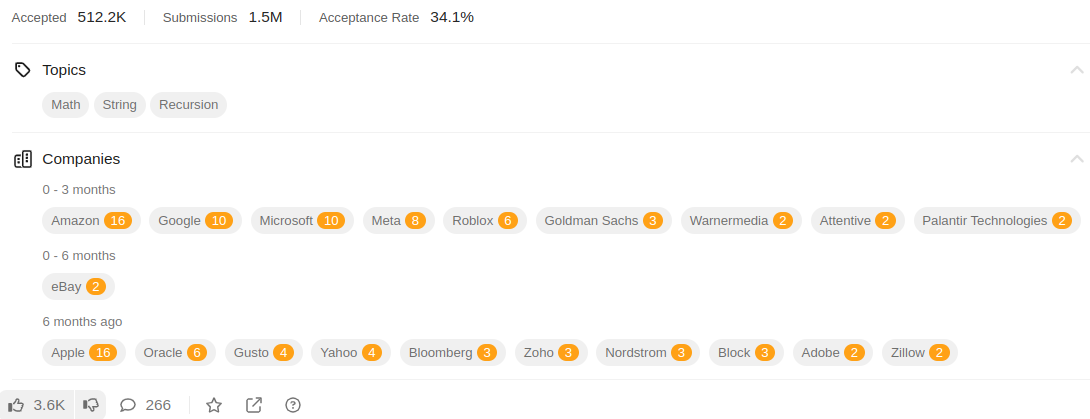 Accepted 512.2K Submissions 1.5M Acceptance Rate 34.1%
Topics
Math String Recursion
Companies
0 - 3 months
Amazon 16 Google 10 Microsoft 10 Meta 8 Roblox 6 Goldman Sachs 3 Warnermedia 2 Attentive 2 Palantir Technologies 2
0 - 6 months
eBay 2
6 months ago
Apple 16 Oracle 6 Gusto 4 Yahoo 4 Bloomberg 3 Zoho 3 Nordstrom 3 Block 3 Adobe 2 Zillow 2
3.6K 266